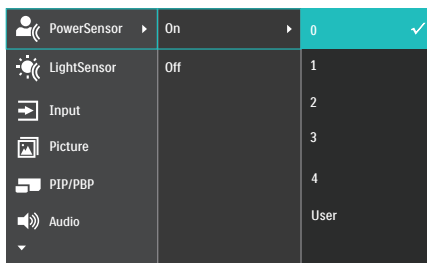 PowerSensor
LightSensor
Input
Picture
PIP/PBP
Audio
On
Off
0
1
2
3
4
User